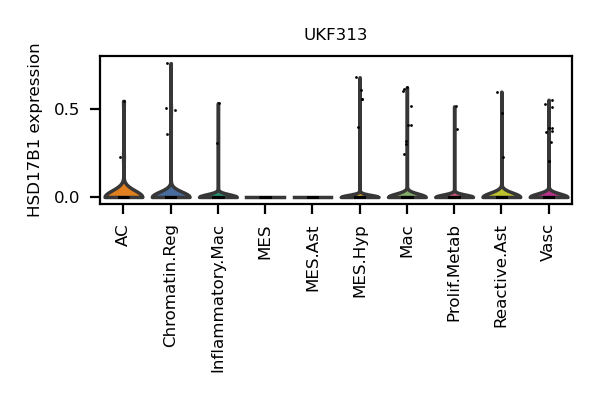 UKF313
HSD17B1 expression
0.5
0.0
AC
Chromatin.Reg
Inflammatory.Mac
MES
MES.Ast
MES.Hyp
Mac
Prolif.Metab
Reactive.Ast
Vasc